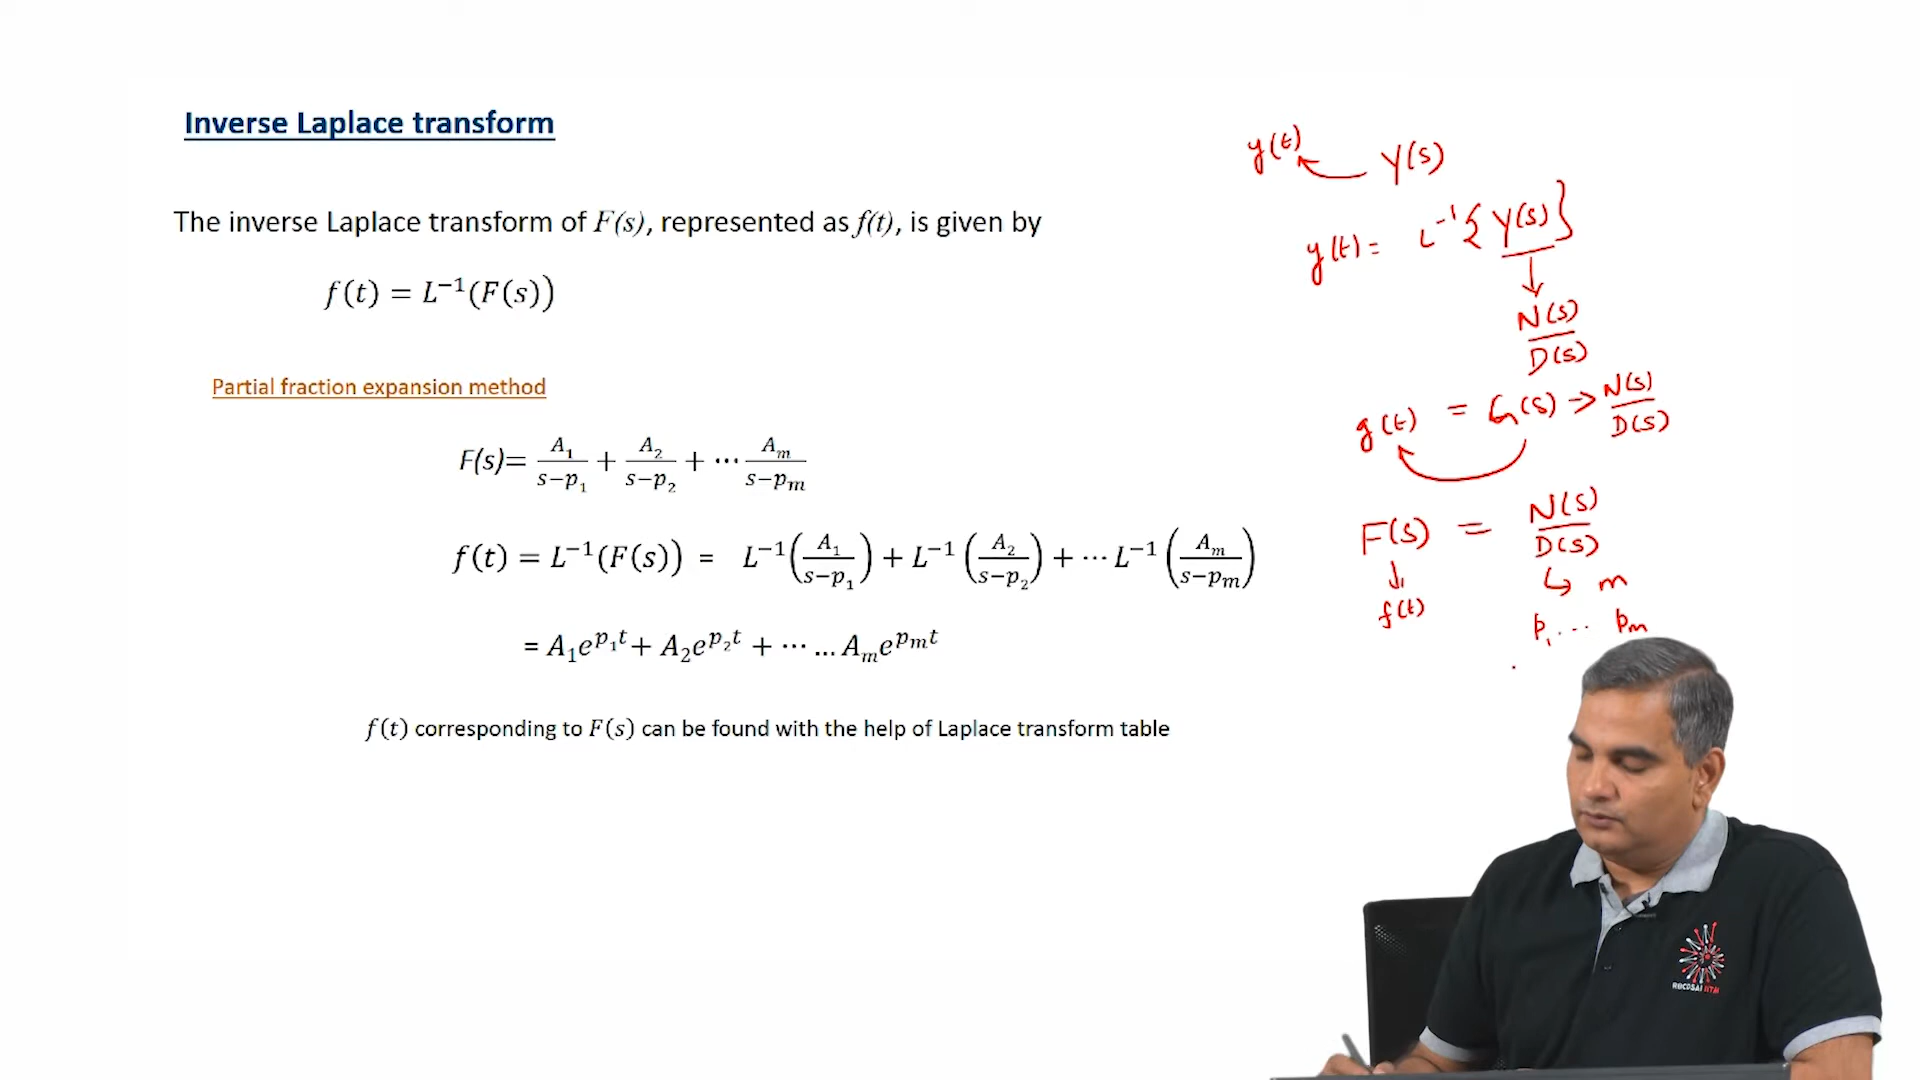 Inverse Laplace transform
The inverse Laplace transform of F(s), represented as f(t), is given by
f(t) = L⁻¹(F(s))
Partial fraction expansion method
F(s)= A₁/(s−p₁) + A₂/(s−p₂) + ⋯ Aₘ/(s−pₘ)
f(t) = L⁻¹(F(s)) = L⁻¹(A₁/(s−p₁)) + L⁻¹(A₂/(s−p₂)) + ⋯ L⁻¹(Aₘ/(s−pₘ))
= A₁e^{p₁t} + A₂e^{p₂t} + ⋯ … Aₘe^{pₘt}
f(t) corresponding to F(s) can be found with the help of Laplace transform table
y(t) Y(s)
y(t) = L⁻¹{Y(s)}
↓
N(s)/D(s)
g(t) = G(s) → N(s)/D(s)
F(s) = N(s)/D(s)
↓ ↳ m
f(t)
p₁ ... pₘ
RBCDSAI IITM